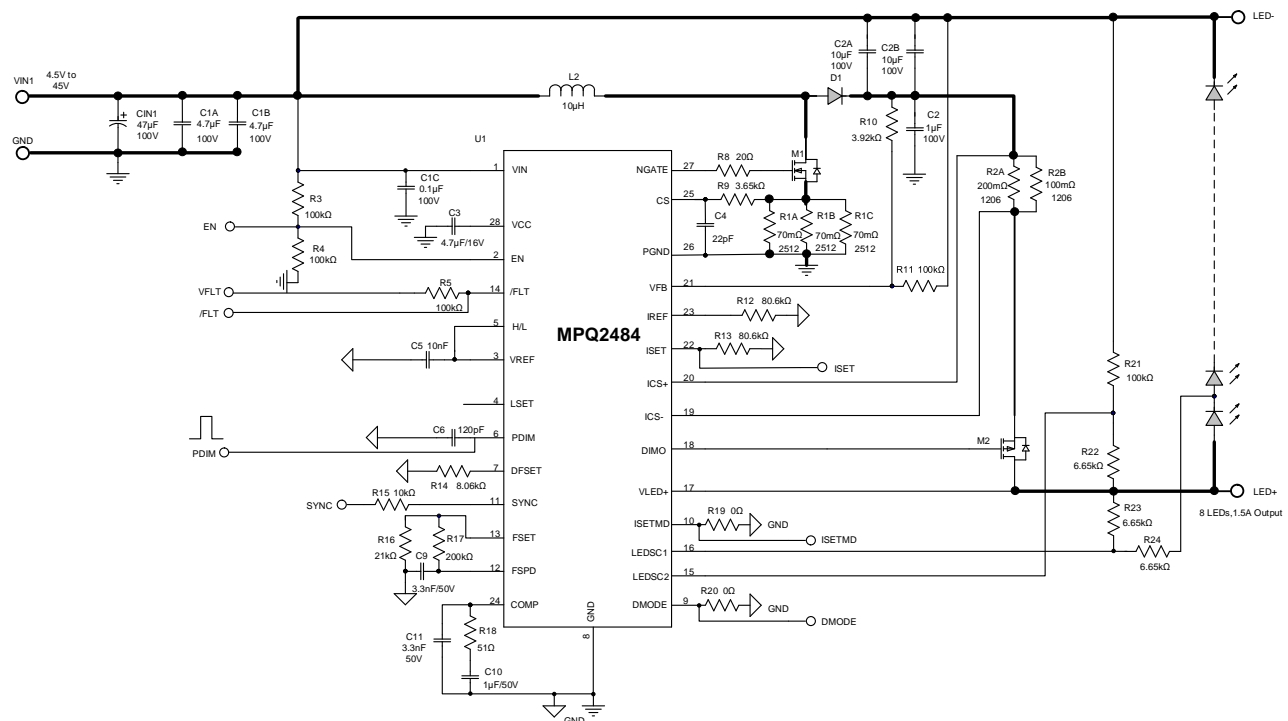 LED-
C2A
10μF
100V
C2B
10μF
100V
4.5V to
45V
VIN1
L2
10μH
D1
CIN1
47μF
100V
C1A
4.7μF
100V
C1B
4.7μF
100V
R10
3.92kΩ
C2
1μF
100V
GND
U1
1
VIN
NGATE
27
R8 20Ω
M1
C1C
0.1μF
100V
R2A
200mΩ
1206
R2B
100mΩ
1206
R3
100kΩ
CS
25
R9 3.65kΩ
C4
22pF
R1A
70mΩ
2512
R1B
70mΩ
2512
R1C
70mΩ
2512
28
VCC
C3
4.7μF/16V
EN
R4
100kΩ
2
EN
PGND
26
VFLT
R5
100kΩ
14
/FLT
/FLT
VFB
21
R11 100kΩ
IREF
23
R12 80.6kΩ
5
H/L
MPQ2484
ISET
22
R13 80.6kΩ
ISET
C5 10nF
3
VREF
ICS+
20
R21
100kΩ
4
LSET
ICS-
19
C6
120pF
6
PDIM
PDIM
DIMO
18
M2
R22
6.65kΩ
R14 8.06kΩ
7
DFSET
VLED+
17
LED+
8 LEDs,1.5A Output
SYNC
R15 10kΩ
11
SYNC
ISETMD
10
R19 0Ω
GND
ISETMD
R23
6.65kΩ
R16
21kΩ
R17
200kΩ
13
FSET
LEDSC1
16
R24
6.65kΩ
C9
3.3nF/50V
12
FSPD
LEDSC2
15
24
COMP
GND
8
DMODE
9
R20 0Ω
GND
DMODE
C11
3.3nF
50V
R18
51Ω
C10
1μF/50V
GND